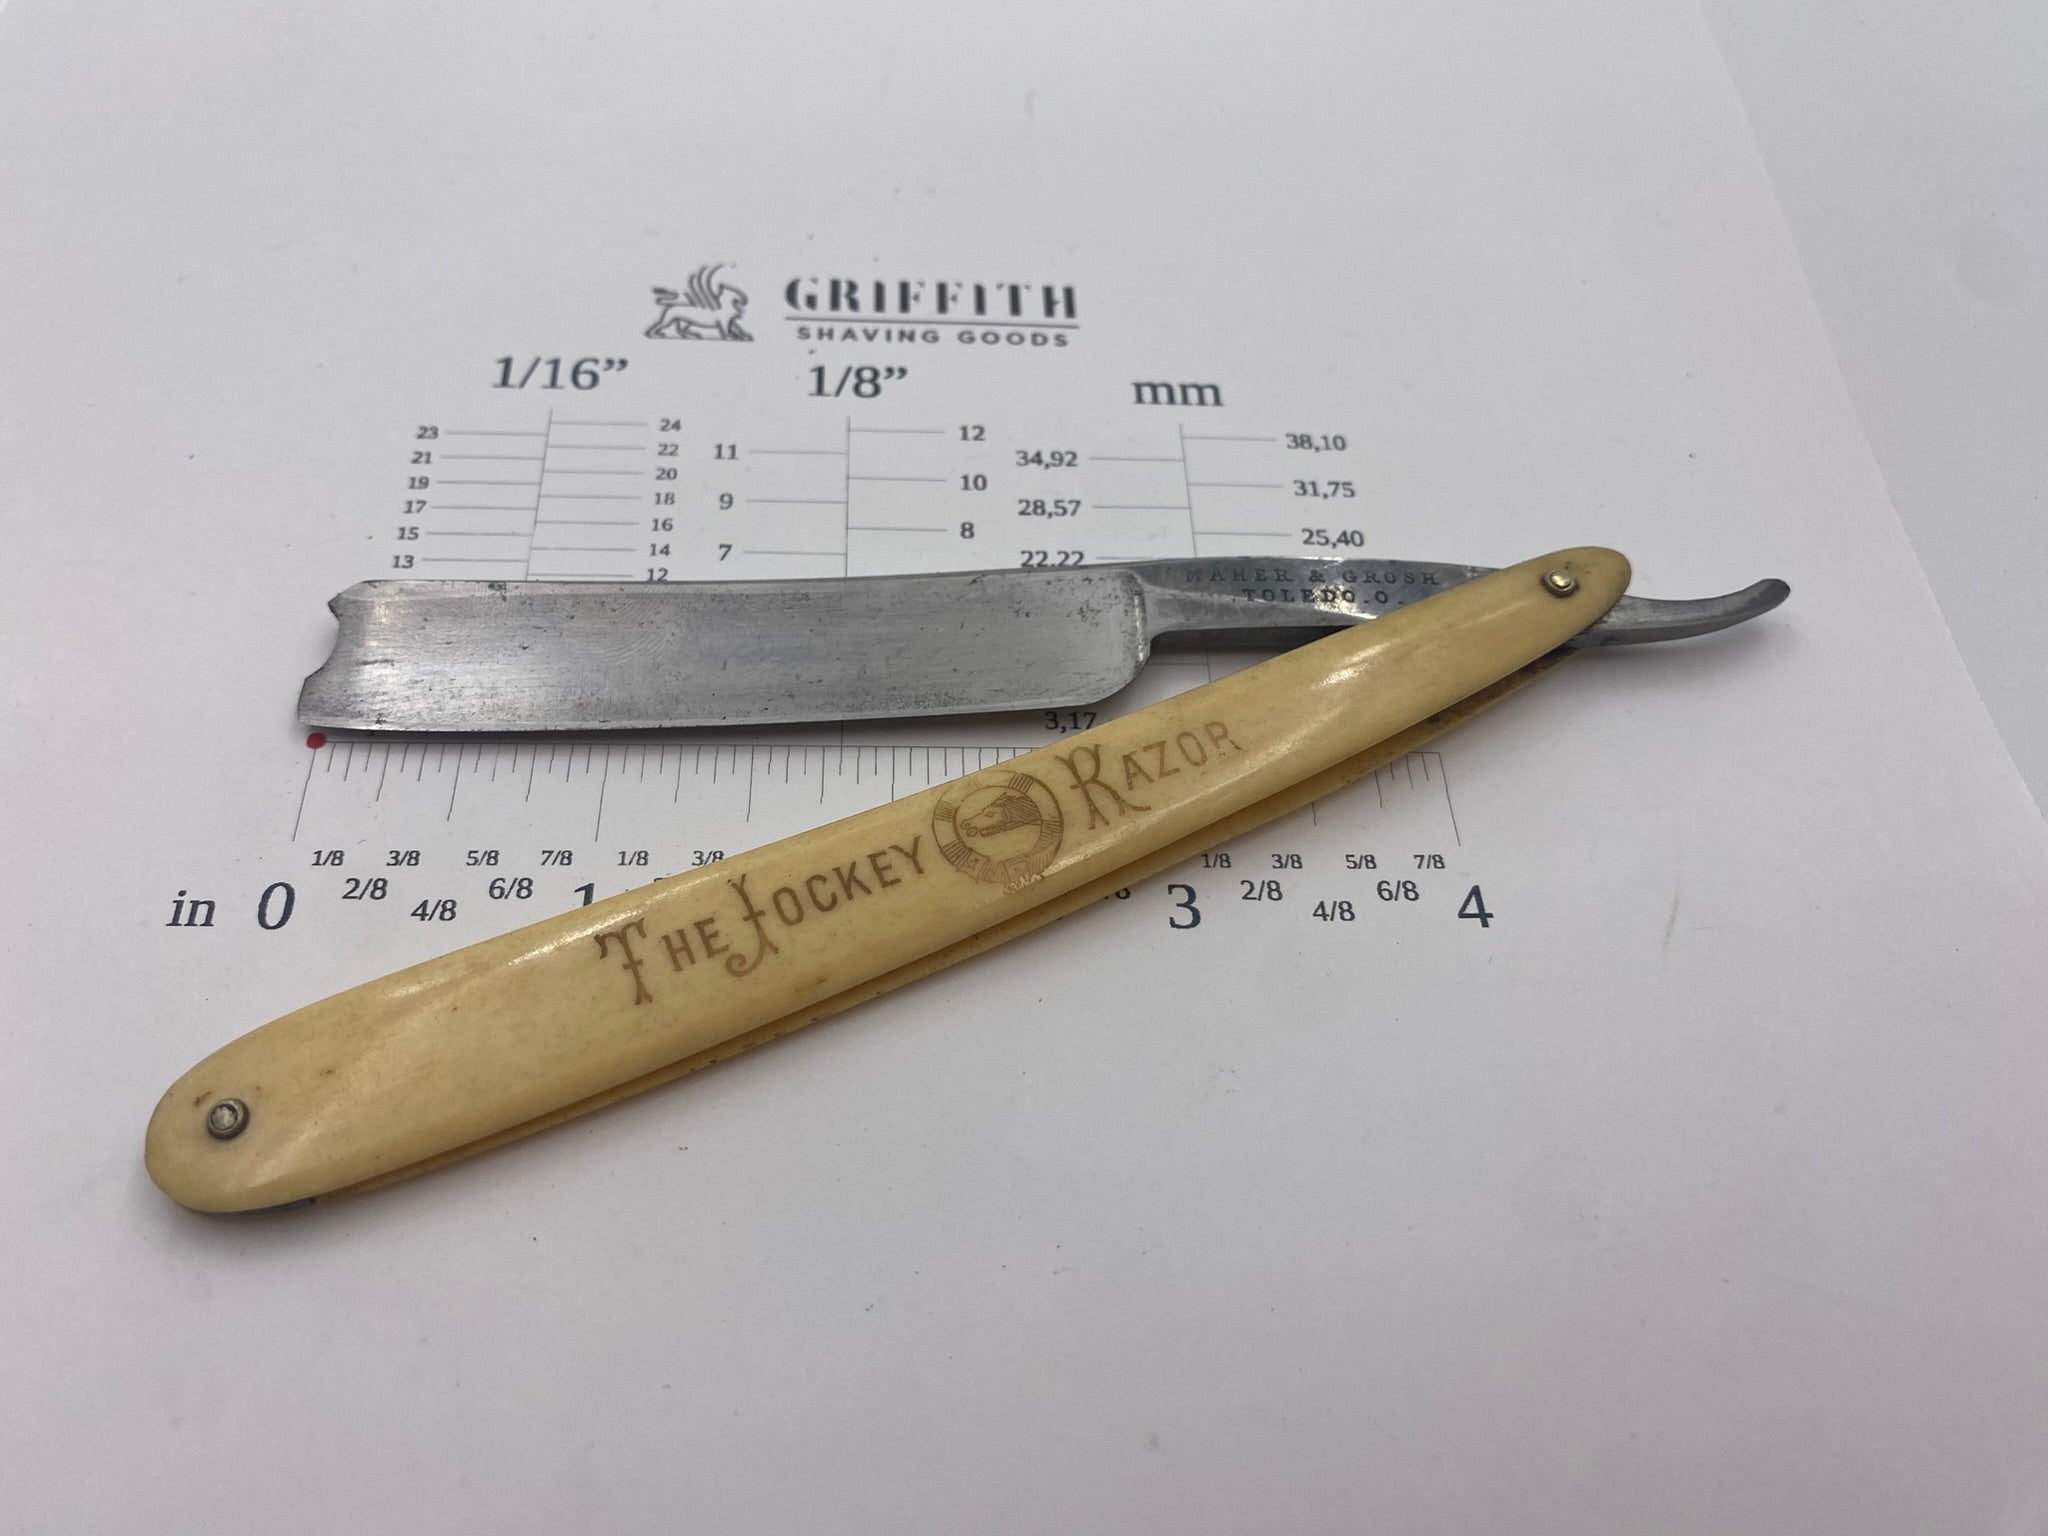 GRIFFITH
SHAVING GOODS
1/16” 1/8” mm
24
23 12 38,10
22 11 34,92
21
20 10 31,75
19
18 9 28,57
17
16 8 25,40
15
14 7 22,22
13
12
MAHER & GROSH
TOLEDO.O.
3,17
THE JOCKEY RAZOR
1/8 3/8 5/8 7/8 1/8 3/8 1/8 3/8 5/8 7/8
2/8 6/8 2/8 6/8
4/8 4/8
in 0 1 3 4